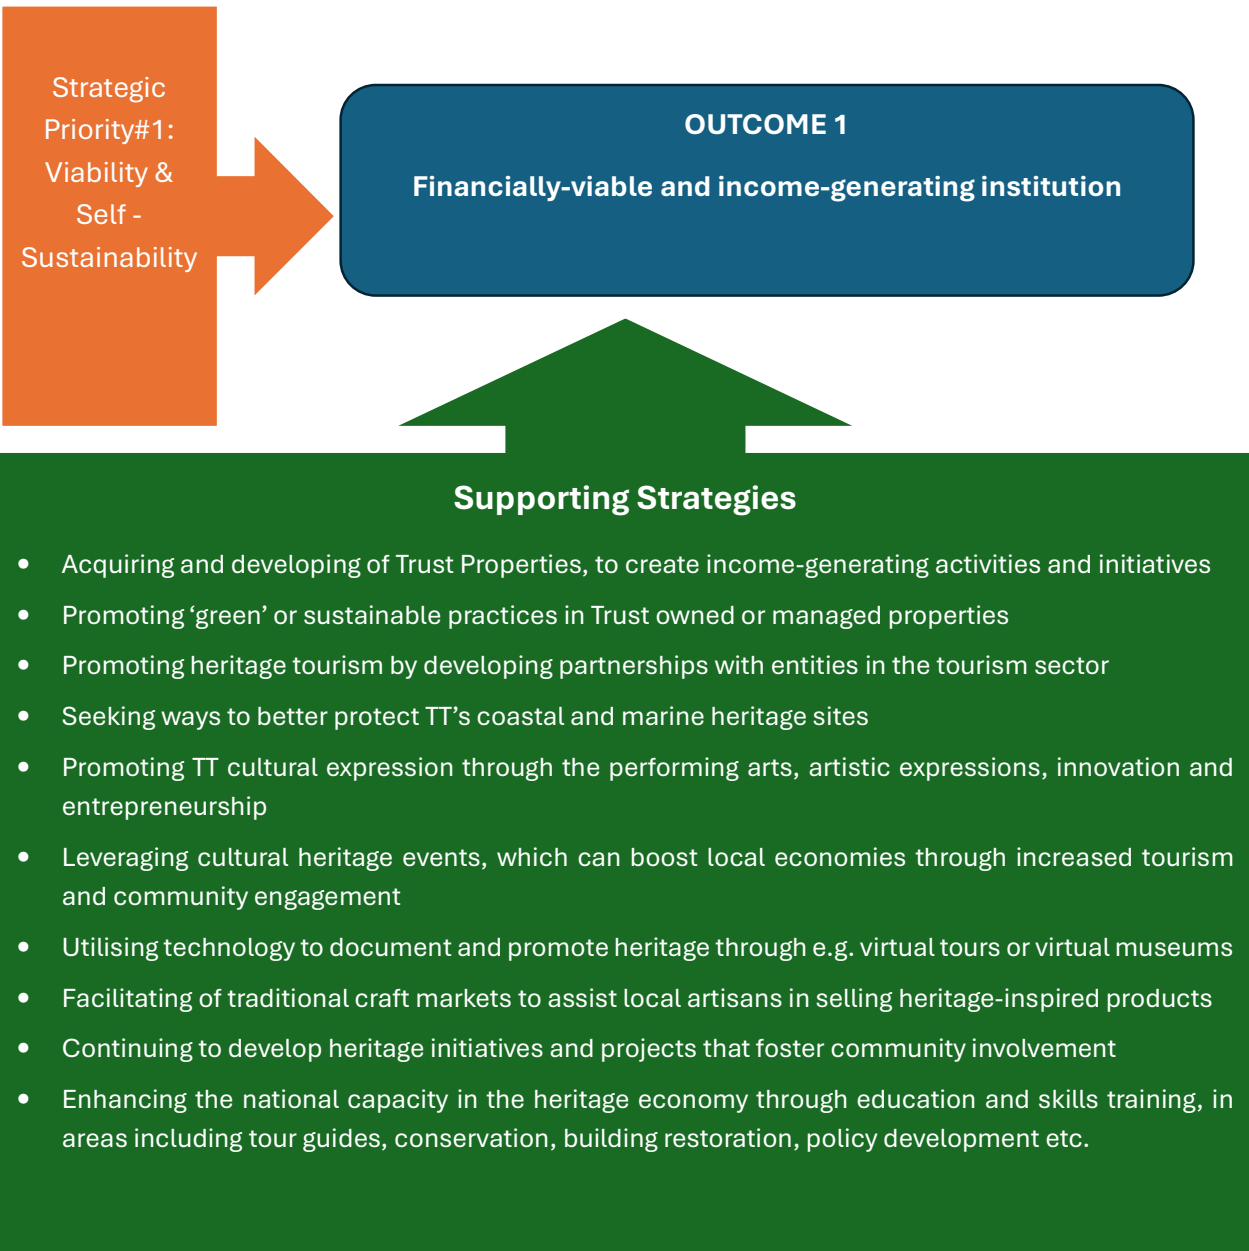 Strategic
Priority#1:
Viability &
Self -
Sustainability
OUTCOME 1
Financially-viable and income-generating institution
Supporting Strategies
• Acquiring and developing of Trust Properties, to create income-generating activities and initiatives
• Promoting ‘green’ or sustainable practices in Trust owned or managed properties
• Promoting heritage tourism by developing partnerships with entities in the tourism sector
• Seeking ways to better protect TT’s coastal and marine heritage sites
• Promoting TT cultural expression through the performing arts, artistic expressions, innovation and
entrepreneurship
• Leveraging cultural heritage events, which can boost local economies through increased tourism
and community engagement
• Utilising technology to document and promote heritage through e.g. virtual tours or virtual museums
• Facilitating of traditional craft markets to assist local artisans in selling heritage-inspired products
• Continuing to develop heritage initiatives and projects that foster community involvement
• Enhancing the national capacity in the heritage economy through education and skills training, in
areas including tour guides, conservation, building restoration, policy development etc.